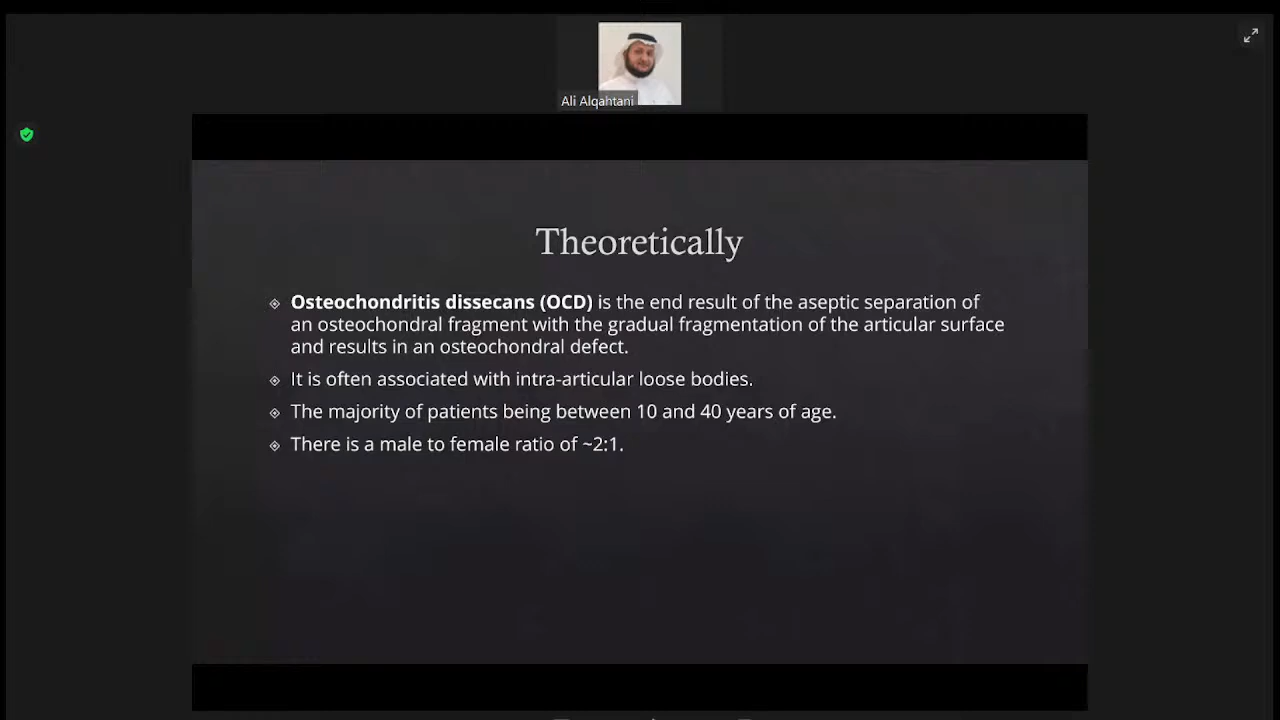 Ali Alqahtani
Theoretically
Osteochondritis dissecans (OCD) is the end result of the aseptic separation of
an osteochondral fragment with the gradual fragmentation of the articular surface
and results in an osteochondral defect.
It is often associated with intra-articular loose bodies.
The majority of patients being between 10 and 40 years of age.
There is a male to female ratio of ~2:1.